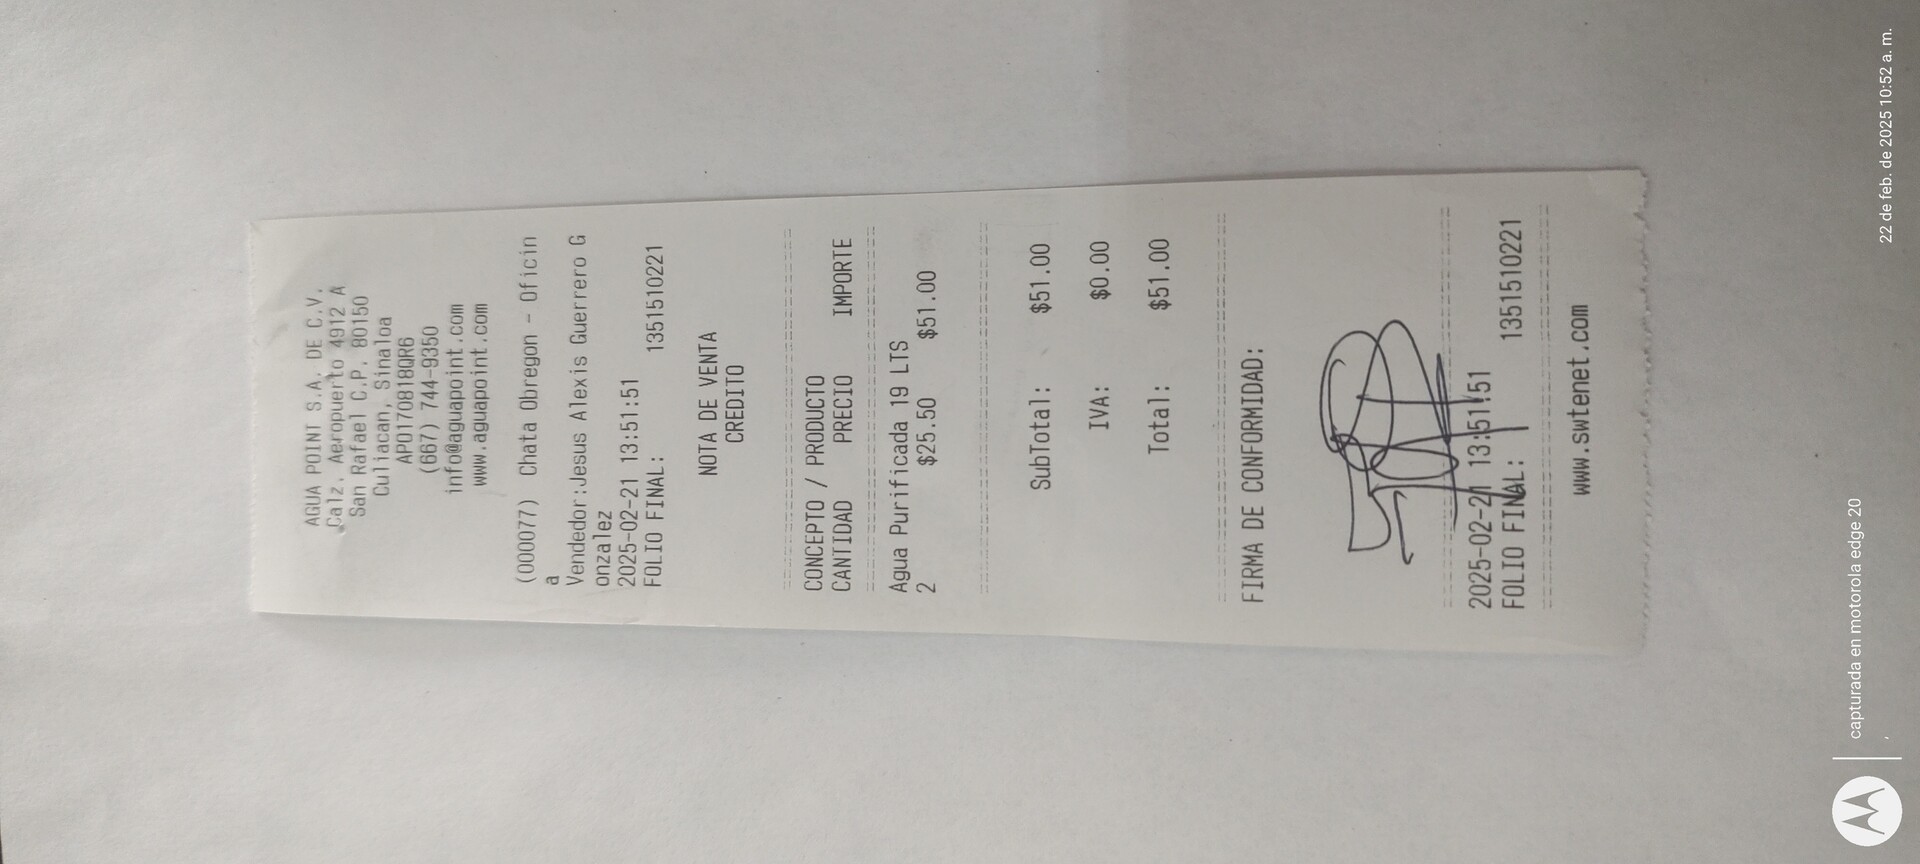 AGUA POINT S.A. DE C.V.
Calz. Aeropuerto 4912 A
San Rafael C.P. 80150
Culiacan, Sinaloa
APO170818QR6
(667) 744-9350
info@aguapoint.com
www.aguapoint.com
(000077) Chata Obregon - Oficin
a
Vendedor:Jesus Alexis Guerrero G
onzalez
2025-02-21 13:51:51
FOLIO FINAL: 1351510221
NOTA DE VENTA
CREDITO
CONCEPTO / PRODUCTO
CANTIDAD PRECIO IMPORTE
Agua Purificada 19 LTS
2 $25.50 $51.00
SubTotal: $51.00
IVA: $0.00
Total: $51.00
FIRMA DE CONFORMIDAD:
2025-02-21 13:51:51
FOLIO FINAL: 1351510221
www.swtenet.com
capturada en motorola edge 20
22 de feb. de 2025 10:52 a. m.